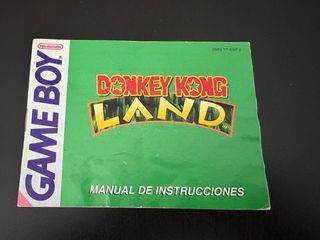 Nintendo
GAME BOY
DONKEY KONG
LAND
MANUAL DE INSTRUCCIONES